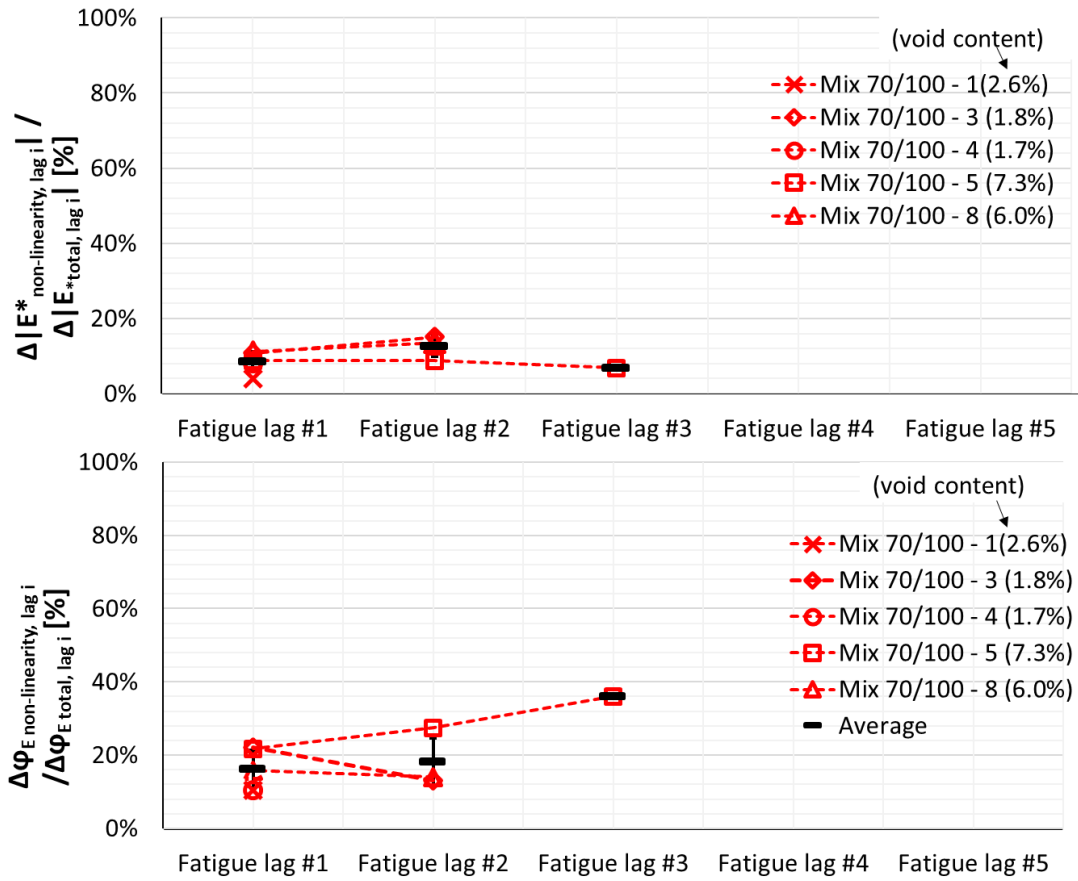 100%
80%
60%
40%
20%
0%
Δ|E*non-linearity, lag i| /
Δ|E*total, lag i| [%]
(void content)
Mix 70/100 - 1(2.6%)
Mix 70/100 - 3 (1.8%)
Mix 70/100 - 4 (1.7%)
Mix 70/100 - 5 (7.3%)
Mix 70/100 - 8 (6.0%)
Fatigue lag #1 Fatigue lag #2 Fatigue lag #3 Fatigue lag #4 Fatigue lag #5
100%
80%
60%
40%
20%
0%
ΔφE non-linearity, lag i
/ΔφE total, lag i [%]
(void content)
Mix 70/100 - 1(2.6%)
Mix 70/100 - 3 (1.8%)
Mix 70/100 - 4 (1.7%)
Mix 70/100 - 5 (7.3%)
Mix 70/100 - 8 (6.0%)
Average
Fatigue lag #1 Fatigue lag #2 Fatigue lag #3 Fatigue lag #4 Fatigue lag #5